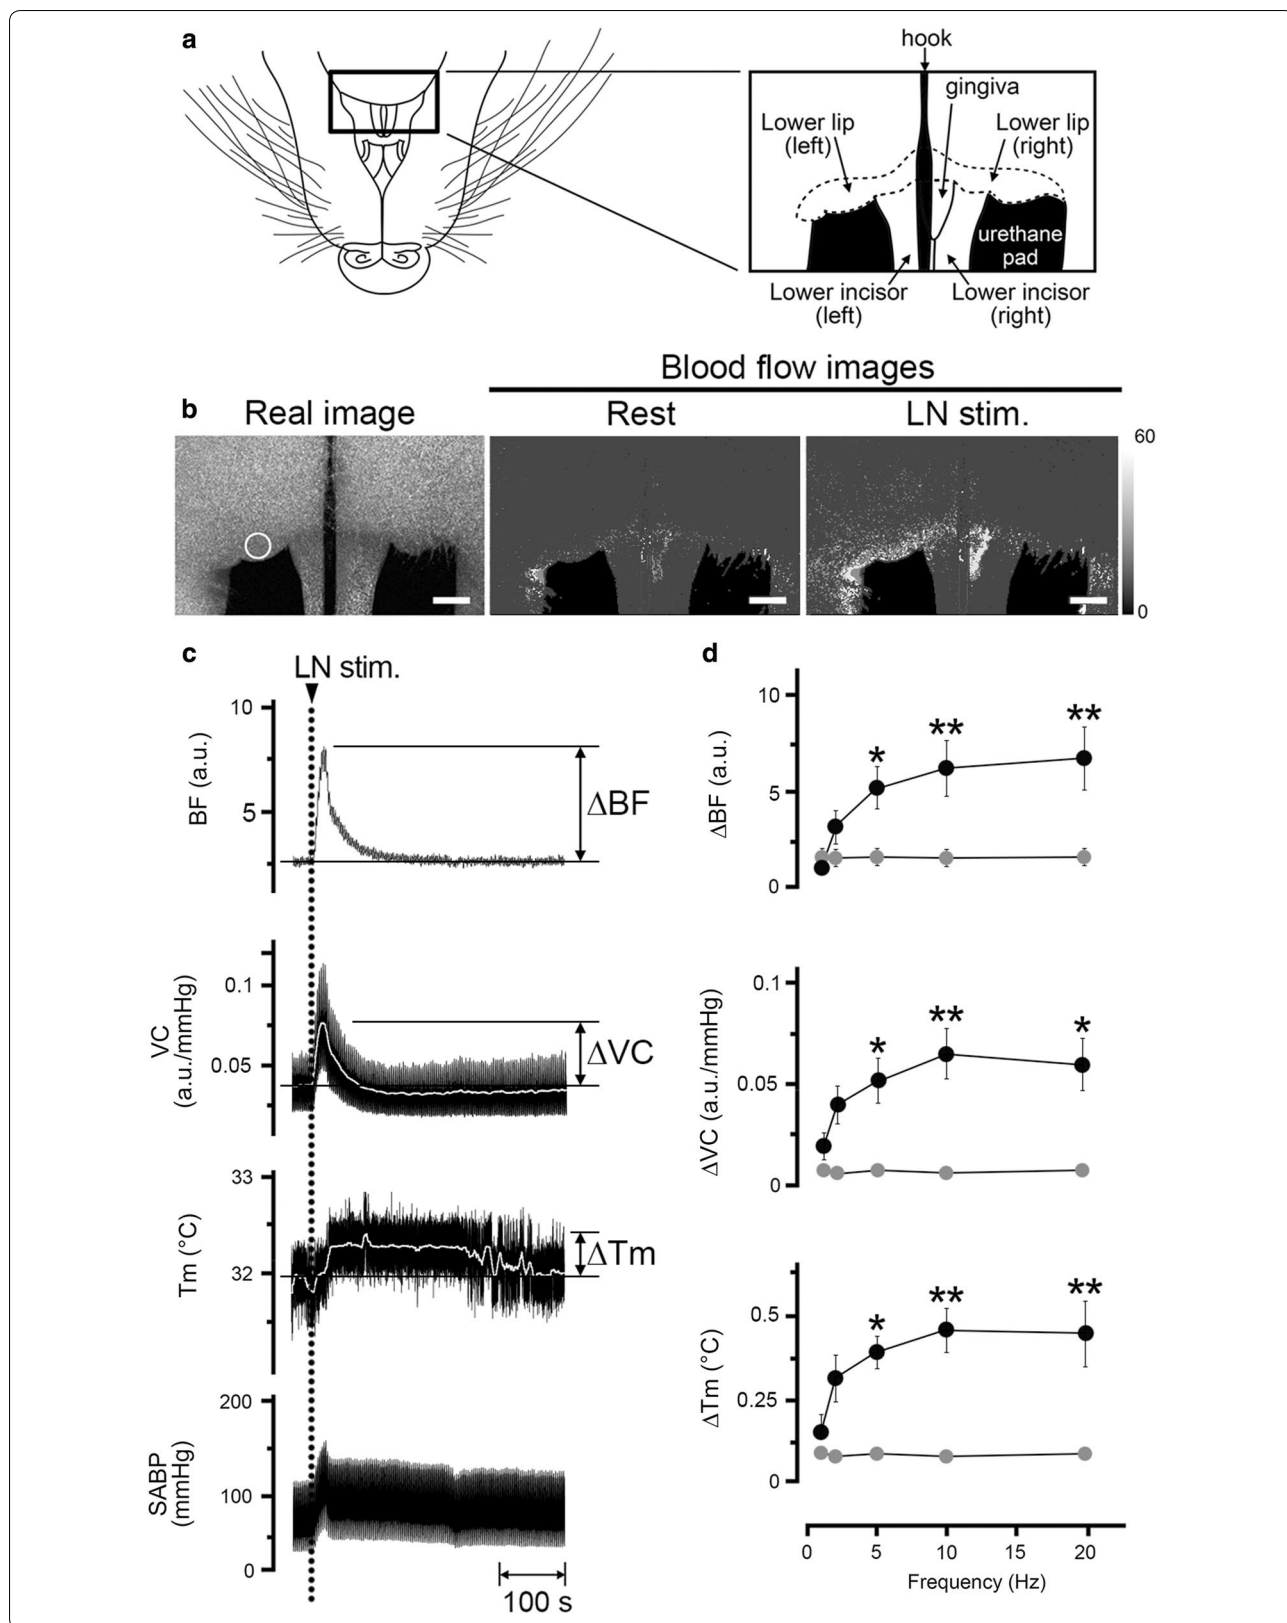 a
hook
gingiva
Lower lip
(left)
Lower lip
(right)
urethane
pad
Lower incisor
(left)
Lower incisor
(right)
Blood flow images
b
Real image
Rest
LN stim.
60
0
c
LN stim.
10
5
BF (a.u.)
ΔBF
0.1
0.05
VC
(a.u./mmHg)
ΔVC
33
32
Tm (°C)
ΔTm
200
100
0
SABP
(mmHg)
100 s
d
10
5
0
ΔBF (a.u.)
*
**
**
0.1
0.05
0
ΔVC (a.u./mmHg)
*
**
*
0.5
0.25
0
ΔTm (°C)
*
**
**
0 5 10 15 20
Frequency (Hz)